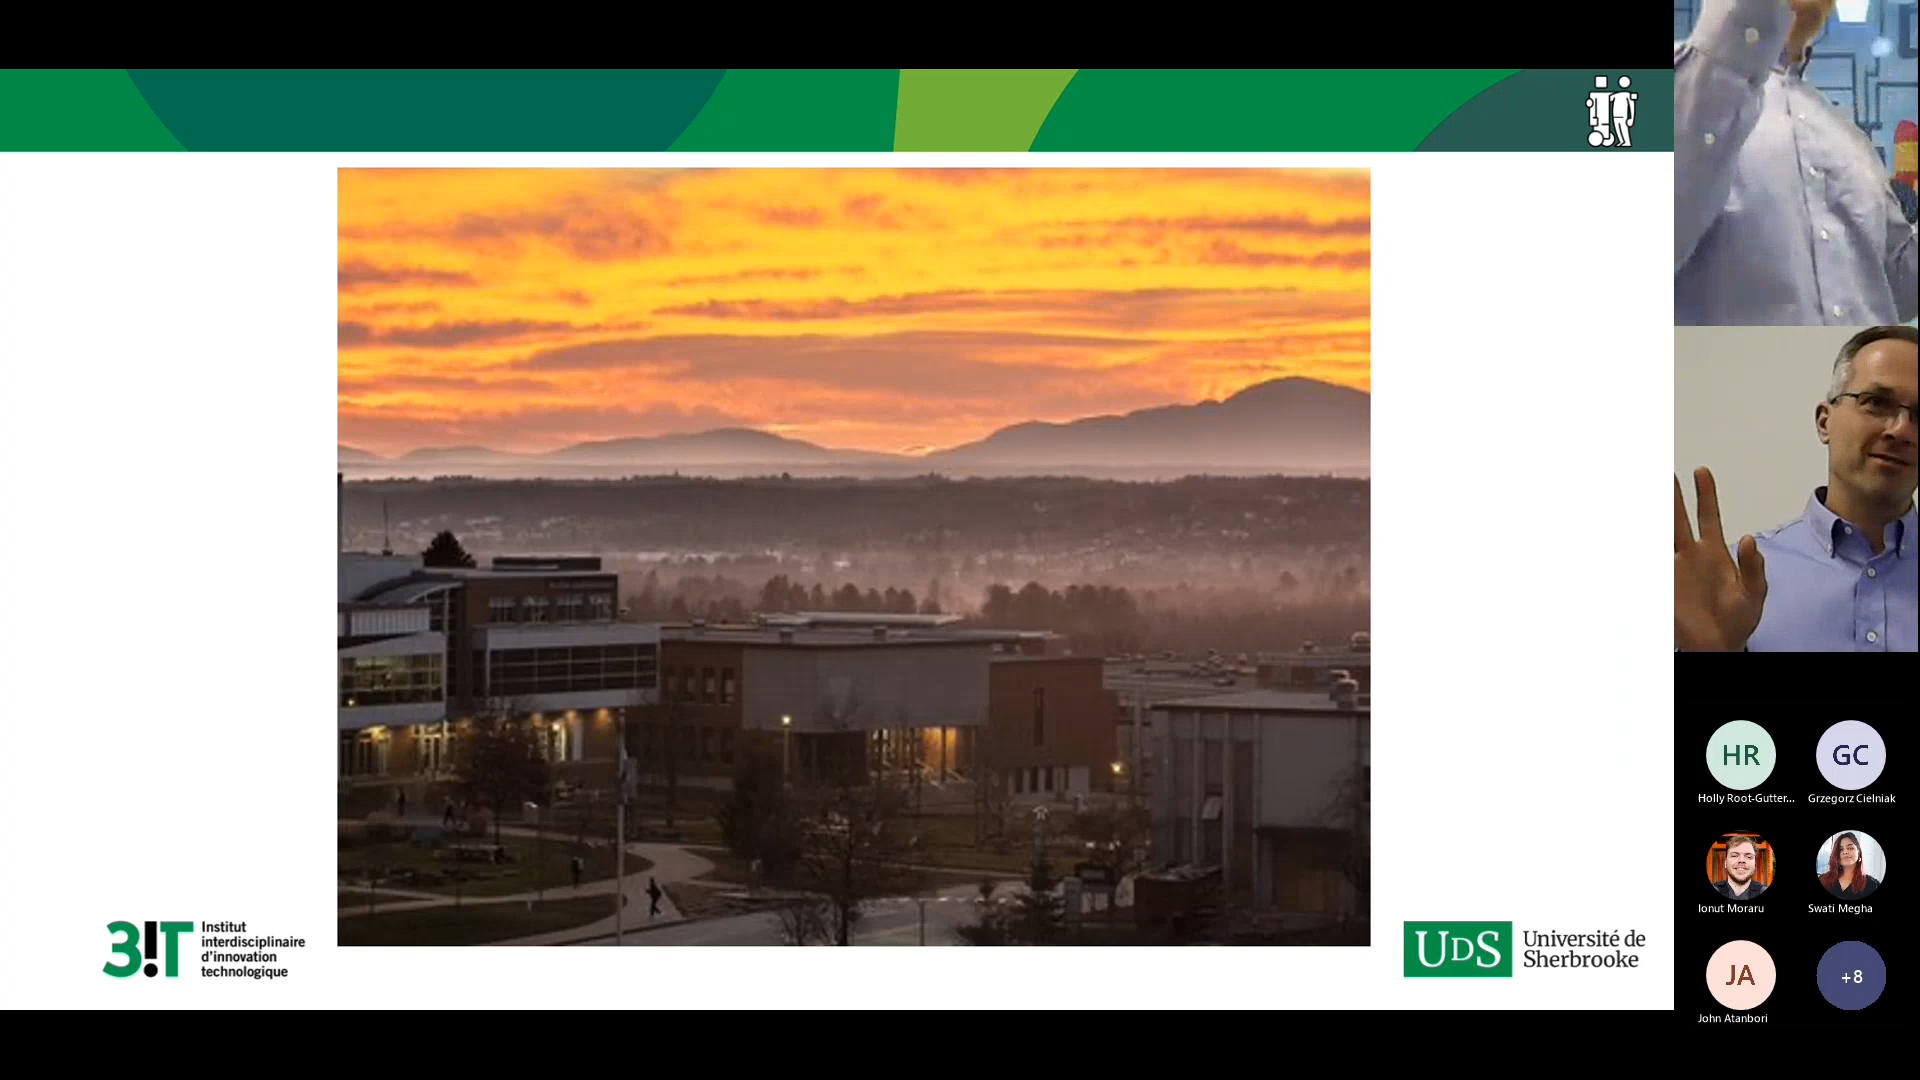 3!T
Institut
interdisciplinaire
d'innovation
technologique
UDS
Université de
Sherbrooke
HR
Holly Root-Gutter...
GC
Grzegorz Cielniak
Ionut Moraru
Swati Megha
JA
John Atanbori
+8